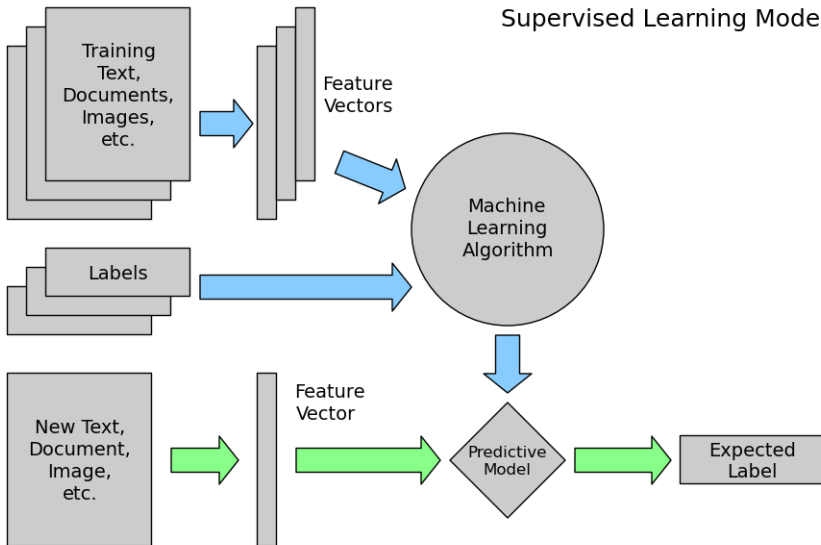 Supervised Learning Mode
Training
Text,
Documents,
Images,
etc.
Feature
Vectors
Machine
Learning
Algorithm
Labels
New Text,
Document,
Image,
etc.
Feature
Vector
Predictive
Model
Expected
Label